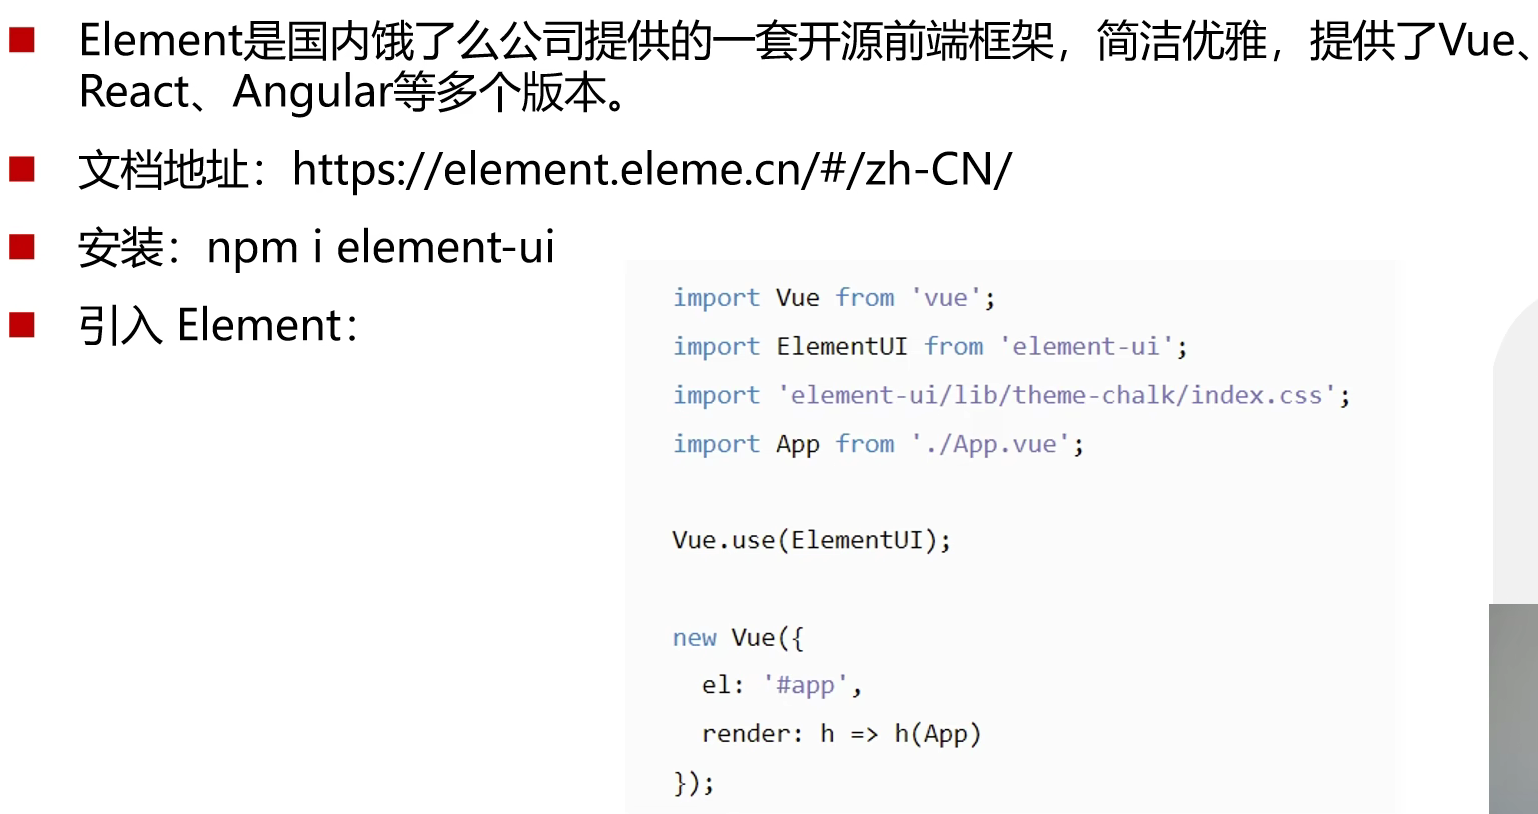 Element是国内饿了么公司提供的一套开源前端框架，简洁优雅，提供了Vue、
React、Angular等多个版本。
文档地址：https://element.eleme.cn/#/zh-CN/
安装：npm i element-ui
引入 Element：
import Vue from 'vue';
import ElementUI from 'element-ui';
import 'element-ui/lib/theme-chalk/index.css';
import App from './App.vue';
Vue.use(ElementUI);
new Vue({
  el: '#app',
  render: h => h(App)
});